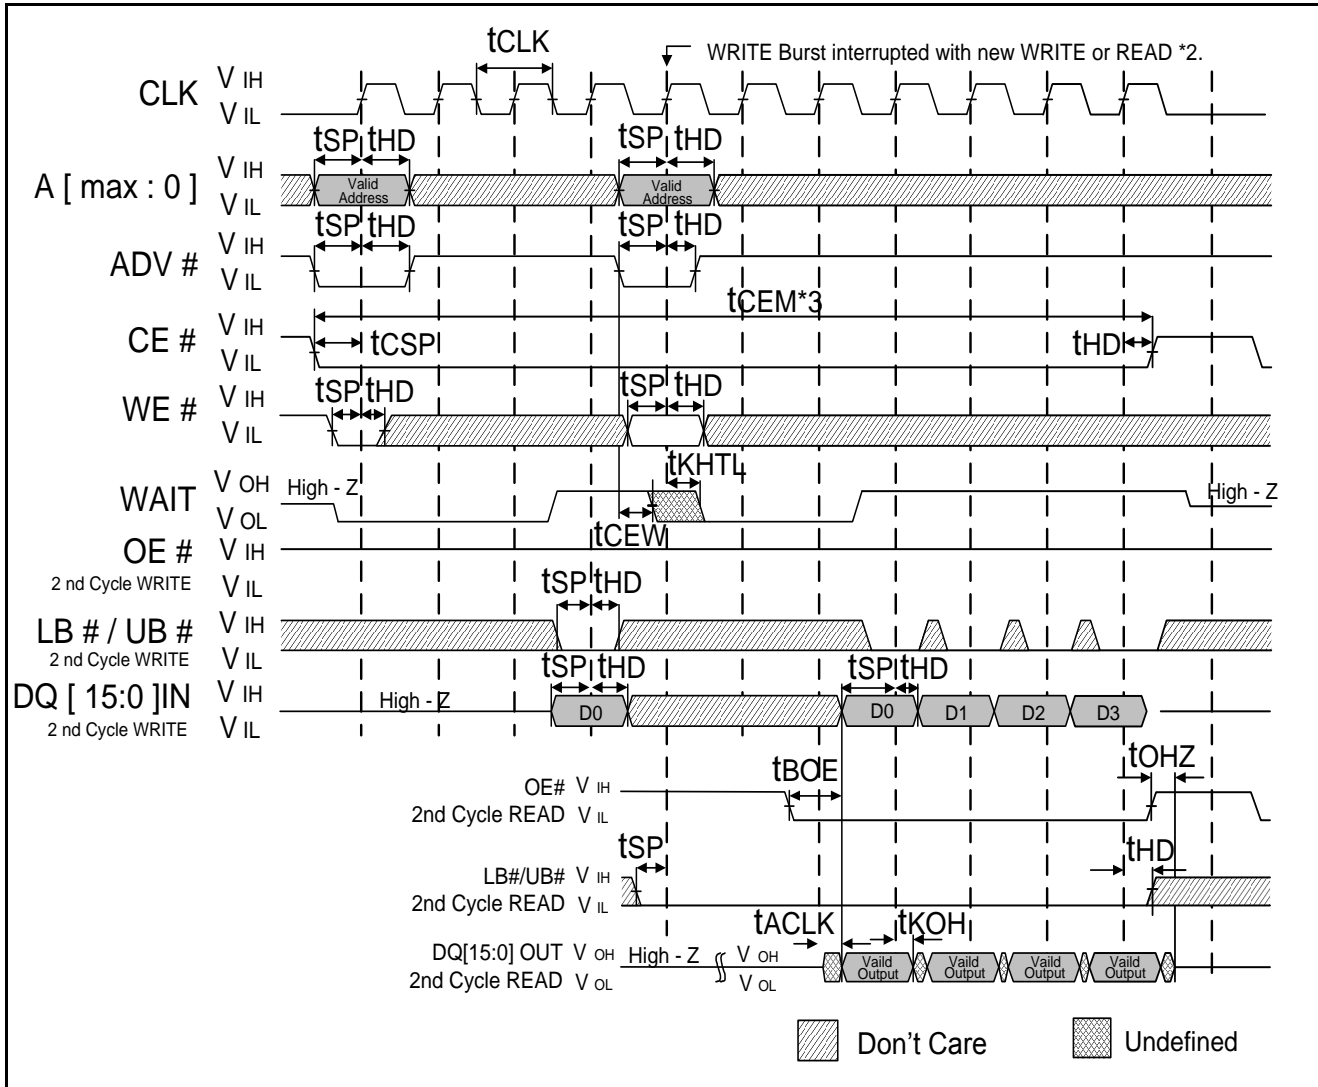 tCLK
WRITE Burst interrupted with new WRITE or READ *2.
CLK V IH
V IL
tSP tHD tSP tHD
A [ max : 0 ] V IH
V IL
Valid Address Valid Address
tSP tHD tSP tHD
ADV # V IH
V IL
tCEM*3
CE # V IH
V IL
tCSP tHD
tSP tHD tSP tHD
WE # V IH
V IL
tKHTL
WAIT V OH High - Z High - Z
V OL
tCEW
OE # V IH
2 nd Cycle WRITE V IL
tSP tHD
LB # / UB # V IH
2 nd Cycle WRITE V IL
tSP tHD tSP tHD
DQ [ 15:0 ]IN V IH High - Z D0 D0 D1 D2 D3
2 nd Cycle WRITE V IL
tBOE tOHZ
OE# V IH
2nd Cycle READ V IL
tSP tHD
LB#/UB# V IH
2nd Cycle READ V IL
tACLK tKOH
DQ[15:0] OUT V OH High - Z V OH
2nd Cycle READ V OL V OL
Vaild Output Vaild Output Vaild Output Vaild Output
Don't Care Undefined